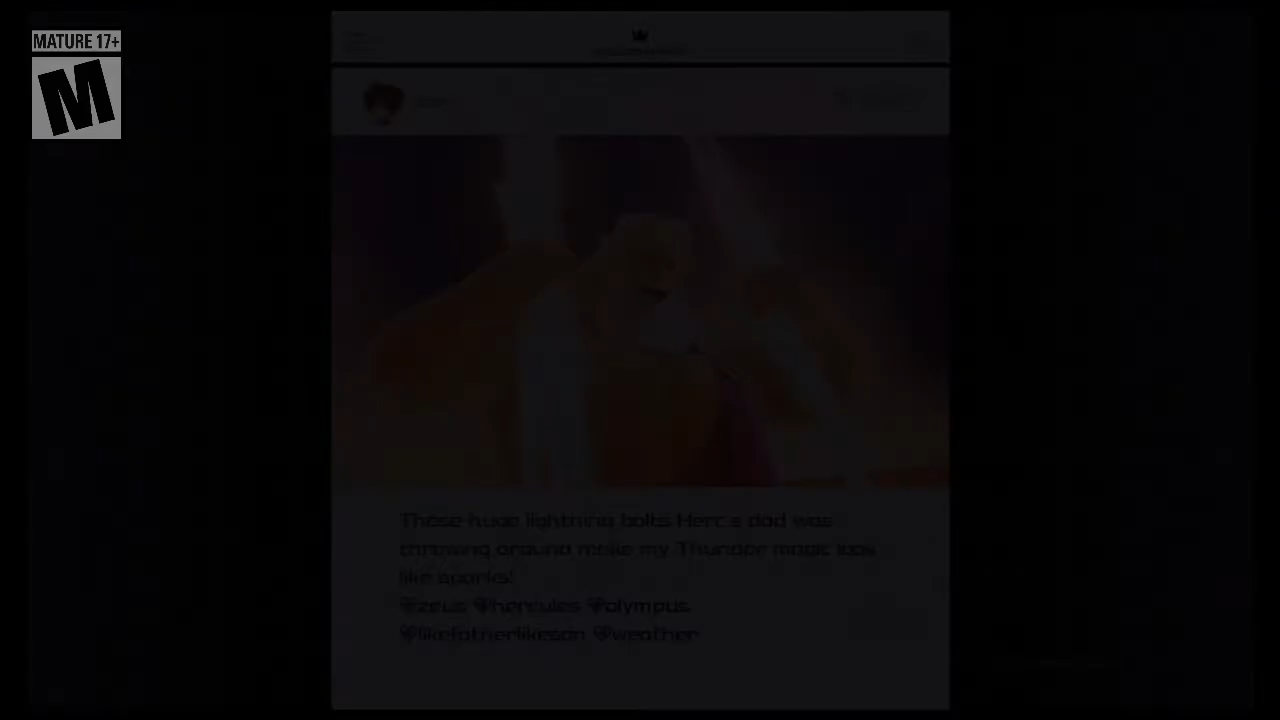 MATURE 17+
M
Those huge lightning bolts Herc's dad was
throwing around make my Thunder magic look
like sparks!
zeus hercules olympus
likefatherlikeson weather